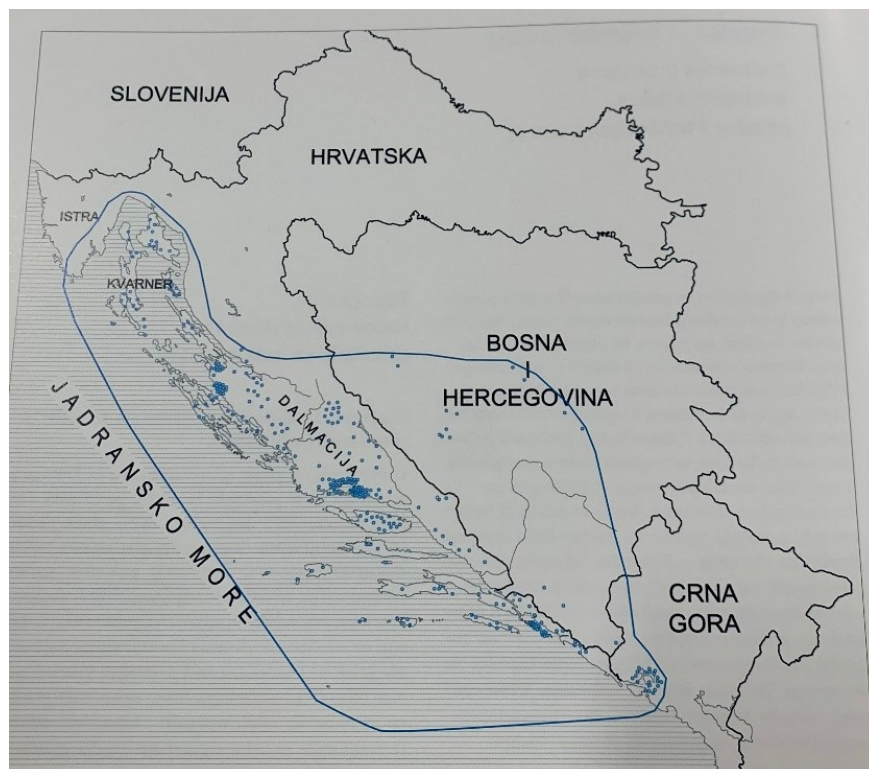 SLOVENIJA
HRVATSKA
ISTRA
KVARNER
BOSNA
I
HERCEGOVINA
DALMACIJA
JADRANSKO MORE
CRNA
GORA